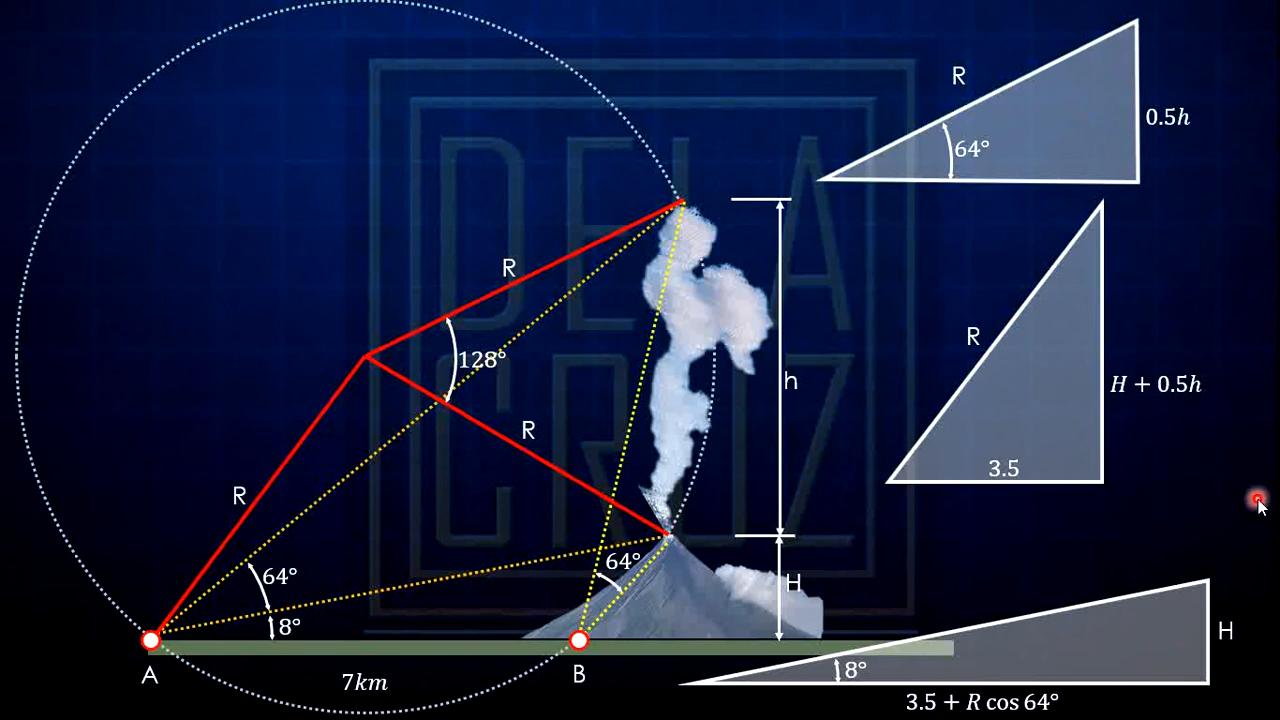 R
64°
0.5ℎ
R
128°
R
h
R
3.5
𝐻 + 0.5ℎ
R
64°
8°
64°
H
A
B
7𝑘𝑚
8°
H
3.5 + 𝑅 cos 64°
DELA
CRUZ